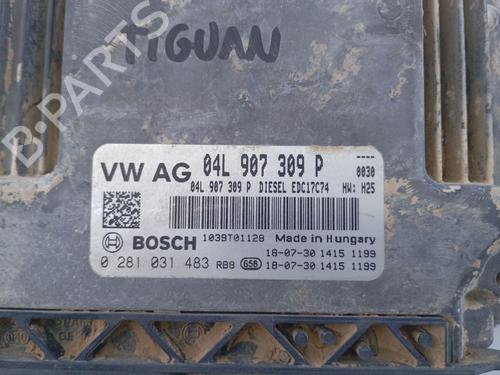 TIGUAN
B-PARTS
VW AG 04L 907 309 P
----
0030
04L 907 309 P DIESEL EDC17C74 HW: H25
BOSCH 1039T01128 Made in Hungary
0 281 031 483 RB8 G58 18-07-30 1415 1199
18-07-30 1415 1199